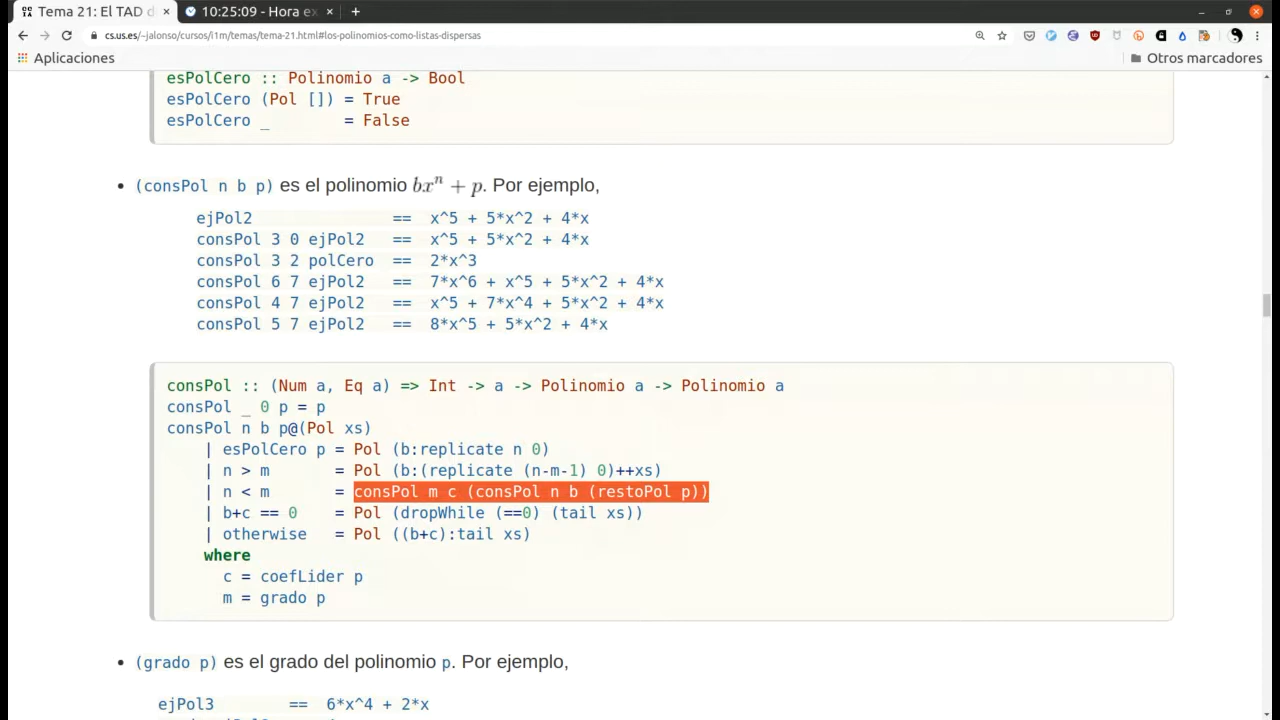 Tema 21: El TAD d
10:25:09 - Hora ex
cs.us.es/~jalonso/cursos/i1m/temas/tema-21.html#los-polinomios-como-listas-dispersas
Aplicaciones
Otros marcadores
esPolCero :: Polinomio a -> Bool
esPolCero (Pol []) = True
esPolCero _ = False
• (consPol n b p) es el polinomio bx^n + p. Por ejemplo,
ejPol2 == x^5 + 5*x^2 + 4*x
consPol 3 0 ejPol2 == x^5 + 5*x^2 + 4*x
consPol 3 2 polCero == 2*x^3
consPol 6 7 ejPol2 == 7*x^6 + x^5 + 5*x^2 + 4*x
consPol 4 7 ejPol2 == x^5 + 7*x^4 + 5*x^2 + 4*x
consPol 5 7 ejPol2 == 8*x^5 + 5*x^2 + 4*x
consPol :: (Num a, Eq a) => Int -> a -> Polinomio a -> Polinomio a
consPol _ 0 p = p
consPol n b p@(Pol xs)
| esPolCero p = Pol (b:replicate n 0)
| n > m = Pol (b:(replicate (n-m-1) 0)++xs)
| n < m = consPol m c (consPol n b (restoPol p))
| b+c == 0 = Pol (dropWhile (==0) (tail xs))
| otherwise = Pol ((b+c):tail xs)
where
c = coefLider p
m = grado p
• (grado p) es el grado del polinomio p. Por ejemplo,
ejPol3 == 6*x^4 + 2*x